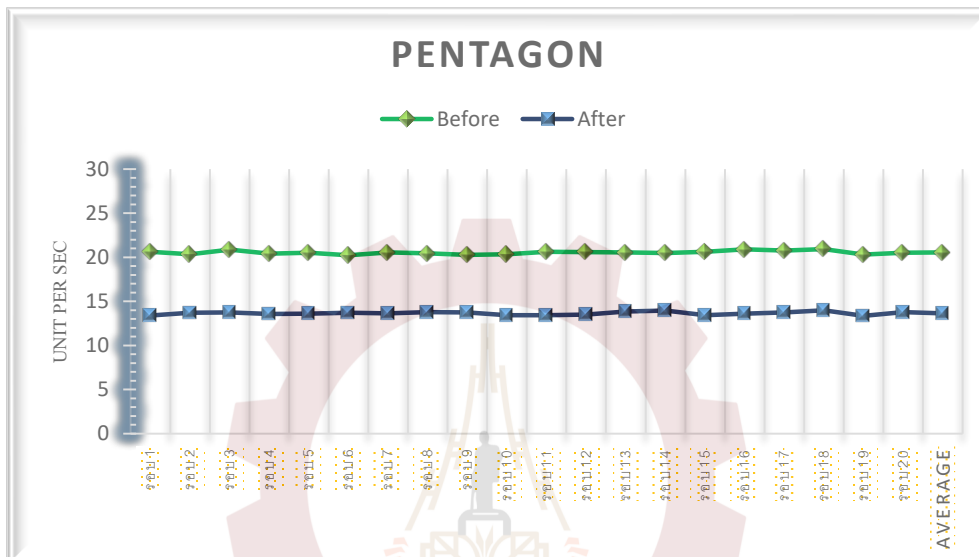 PENTAGON
Before After
30
25
20
15
10
5
0
UNIT PER SEC
รอบ1
รอบ2
รอบ3
รอบ4
รอบ5
รอบ6
รอบ7
รอบ8
รอบ9
รอบ10
รอบ11
รอบ12
รอบ13
รอบ14
รอบ15
รอบ16
รอบ17
รอบ18
รอบ19
รอบ20
AVERAGE